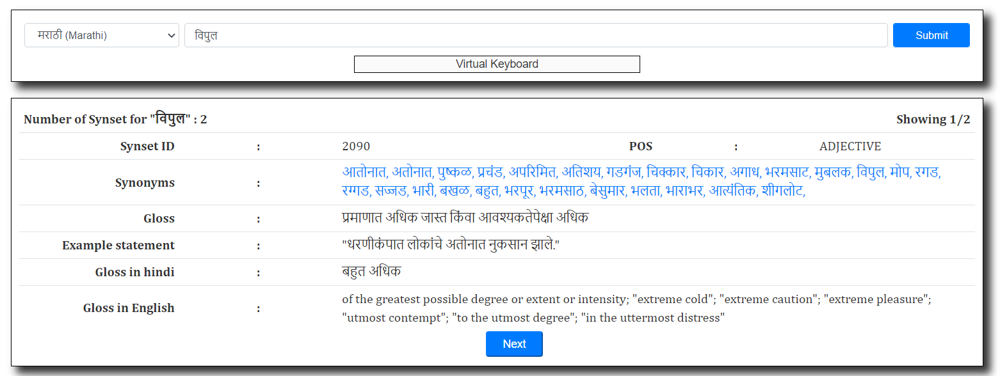 मराठी (Marathi) विपुल Submit
Virtual Keyboard
Number of Synset for "विपुल" : 2 Showing 1/2
Synset ID : 2090 POS : ADJECTIVE
Synonyms : आतोनात, अतोनात, पुष्कळ, प्रचंड, अपरिमित, अतिशय, गडगंज, चिक्कार, चिकार, अगाध, भरमसाट, मुबलक, विपुल, मोप, रगड,
रग्गड, सज्जड, भारी, बखळ, बहुत, भरपूर, भरमसाठ, बेसुमार, भलता, भाराभर, आत्यंतिक, शीगलोट,
Gloss : प्रमाणात अधिक जास्त किंवा आवश्यकतेपेक्षा अधिक
Example statement : "धरणीकंपात लोकांचे अतोनात नुकसान झाले."
Gloss in hindi : बहुत अधिक
Gloss in English : of the greatest possible degree or extent or intensity; "extreme cold"; "extreme caution"; "extreme pleasure";
"utmost contempt"; "to the utmost degree"; "in the uttermost distress"
Next